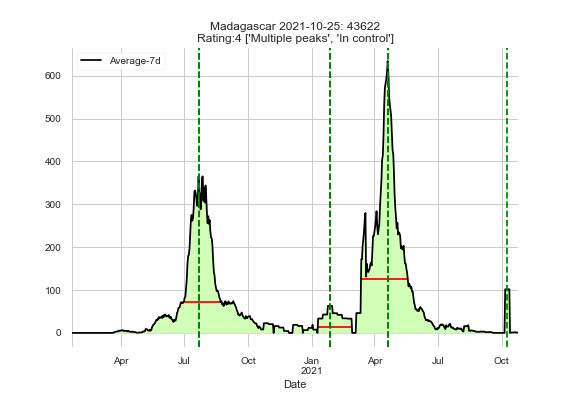 Madagascar 2021-10-25: 43622
Rating:4 ['Multiple peaks', 'In control']
Average-7d
600
500
400
300
200
100
0
Apr Jul Oct Jan Apr Jul Oct
2021
Date